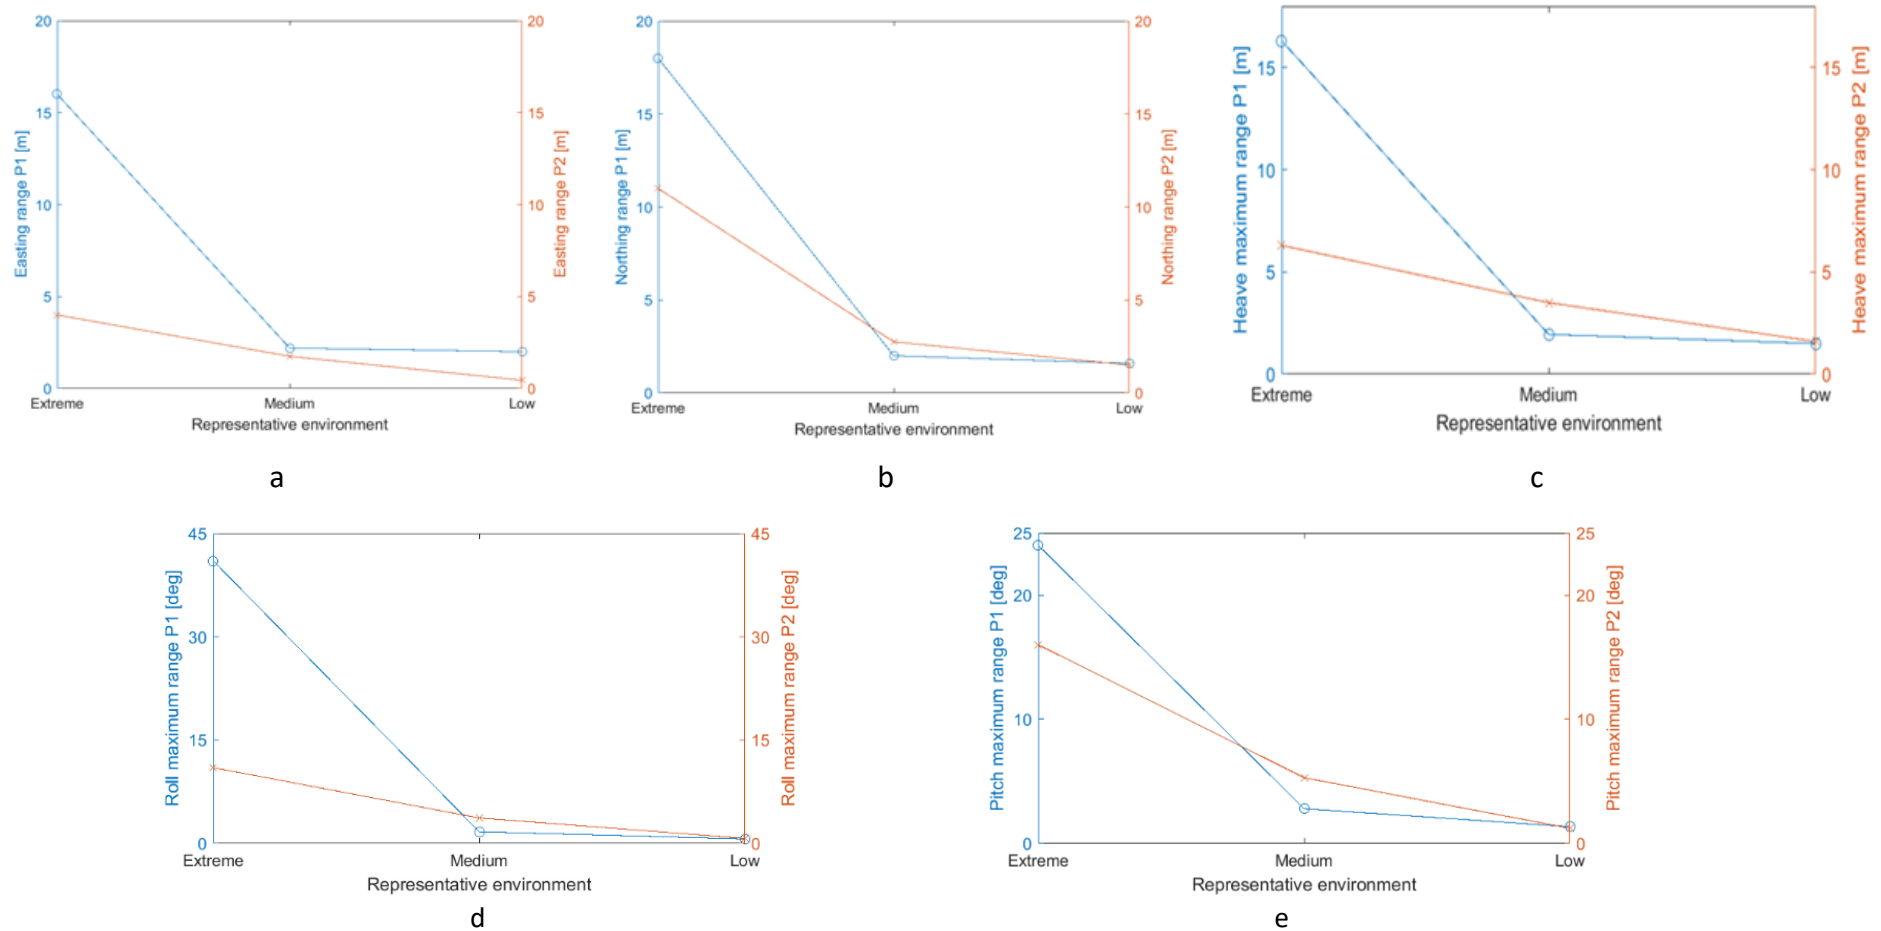 20
15
10
5
0
20
15
10
5
0
Easting range P1 [m]
Easting range P2 [m]
Extreme Medium Low
Representative environment
a
20
15
10
5
0
20
15
10
5
0
Northing range P1 [m]
Northing range P2 [m]
Extreme Medium Low
Representative environment
b
15
10
5
0
15
10
5
0
Heave maximum range P1 [m]
Heave maximum range P2 [m]
Extreme Medium Low
Representative environment
c
45
30
15
0
45
30
15
0
Roll maximum range P1 [deg]
Roll maximum range P2 [deg]
Extreme Medium Low
Representative environment
d
25
20
10
0
25
20
10
0
Pitch maximum range P1 [deg]
Pitch maximum range P2 [deg]
Extreme Medium Low
Representative environment
e